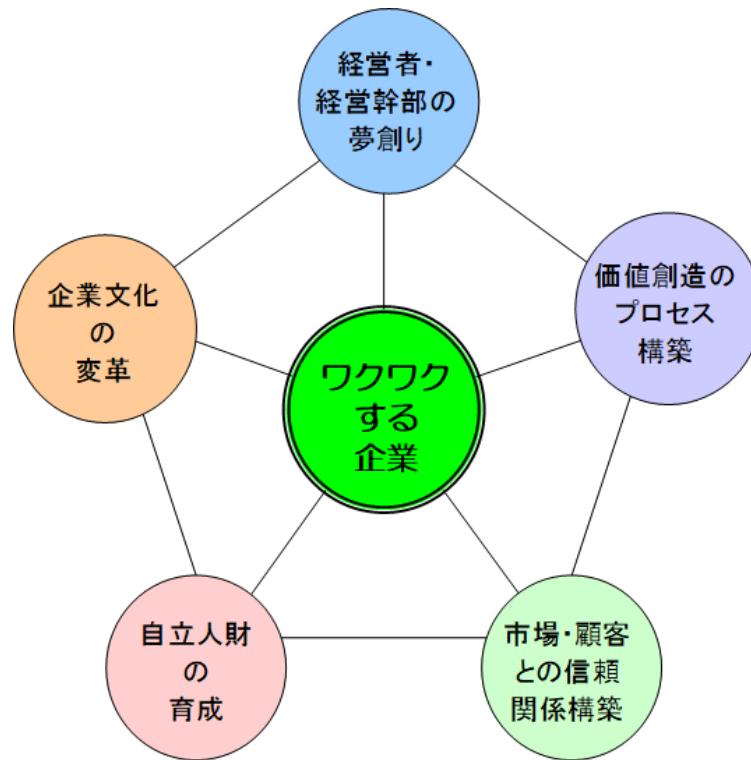 経営者・
経営幹部の
夢創り
価値創造の
プロセス
構築
企業文化
の
変革
ワクワク
する
企業
自立人財
の
育成
市場・顧客
との信頼
関係構築